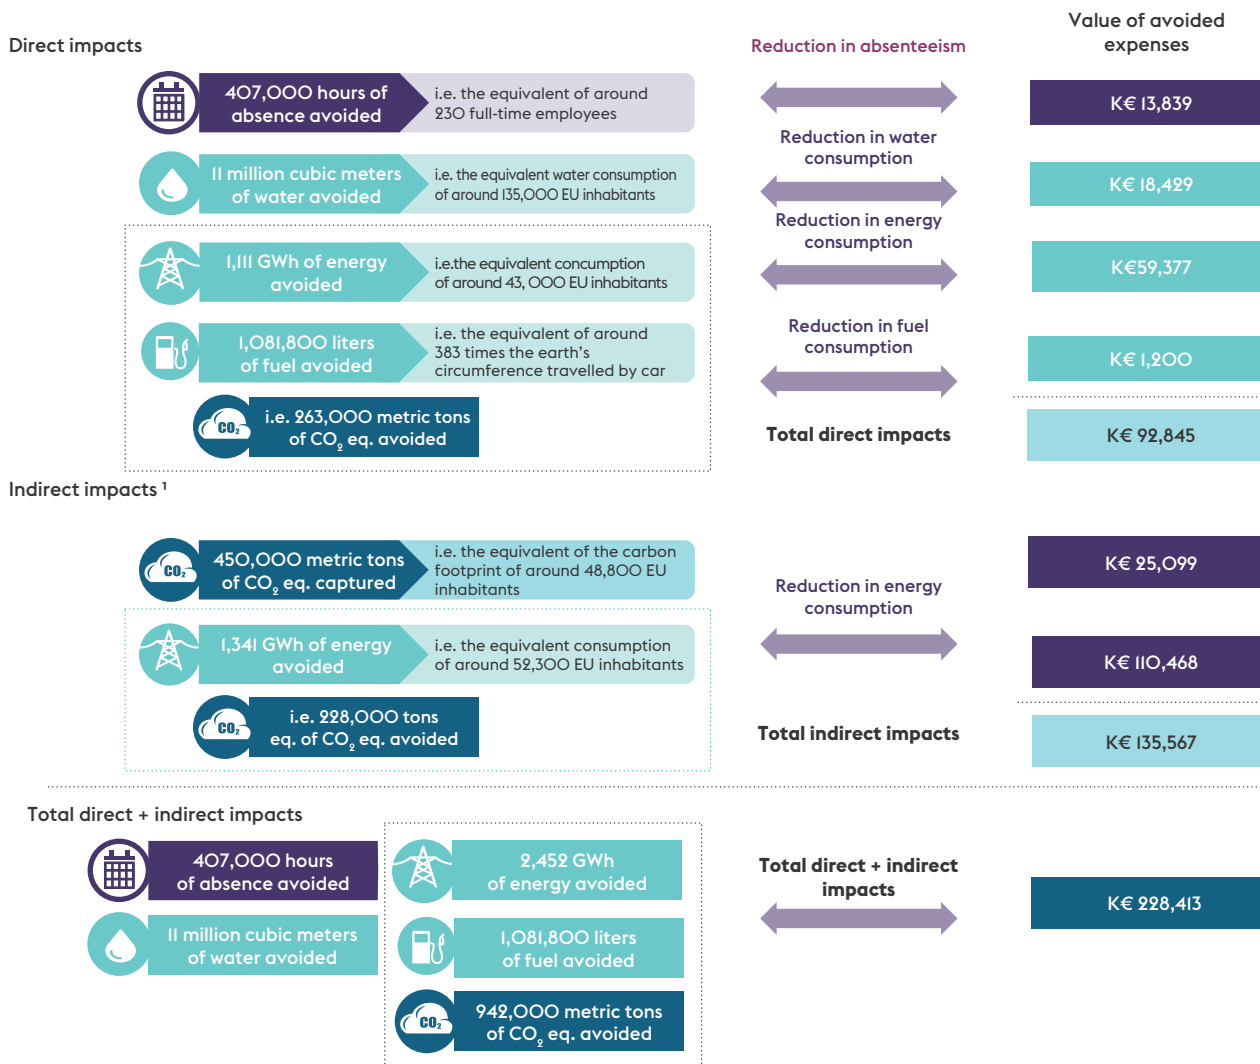 Value of avoided
expenses
Direct impacts
Reduction in absenteeism
407,000 hours of
absence avoided
i.e. the equivalent of around
230 full-time employees
K€ 13,839
Reduction in water
consumption
11 million cubic meters
of water avoided
i.e. the equivalent water consumption
of around 135,000 EU inhabitants
K€ 18,429
Reduction in energy
consumption
1,111 GWh of energy
avoided
i.e.the equivalent concumption
of around 43, 000 EU inhabitants
K€59,377
Reduction in fuel
consumption
1,081,800 liters
of fuel avoided
i.e. the equivalent of around
383 times the earth's
circumference travelled by car
K€ 1,200
CO₂
i.e. 263,000 metric tons
of CO₂ eq. avoided
Total direct impacts
K€ 92,845
Indirect impacts ¹
CO₂
450,000 metric tons
of CO₂ eq. captured
i.e. the equivalent of the carbon
footprint of around 48,800 EU
inhabitants
K€ 25,099
Reduction in energy
consumption
1,341 GWh of energy
avoided
i.e. the equivalent consumption
of around 52,300 EU inhabitants
K€ 110,468
CO₂
i.e. 228,000 tons
eq. of CO₂ eq. avoided
Total indirect impacts
K€ 135,567
Total direct + indirect impacts
407,000 hours
of absence avoided
2,452 GWh
of energy avoided
Total direct + indirect
impacts
K€ 228,413
11 million cubic meters
of water avoided
1,081,800 liters
of fuel avoided
CO₂
942,000 metric tons
of CO₂ eq. avoided